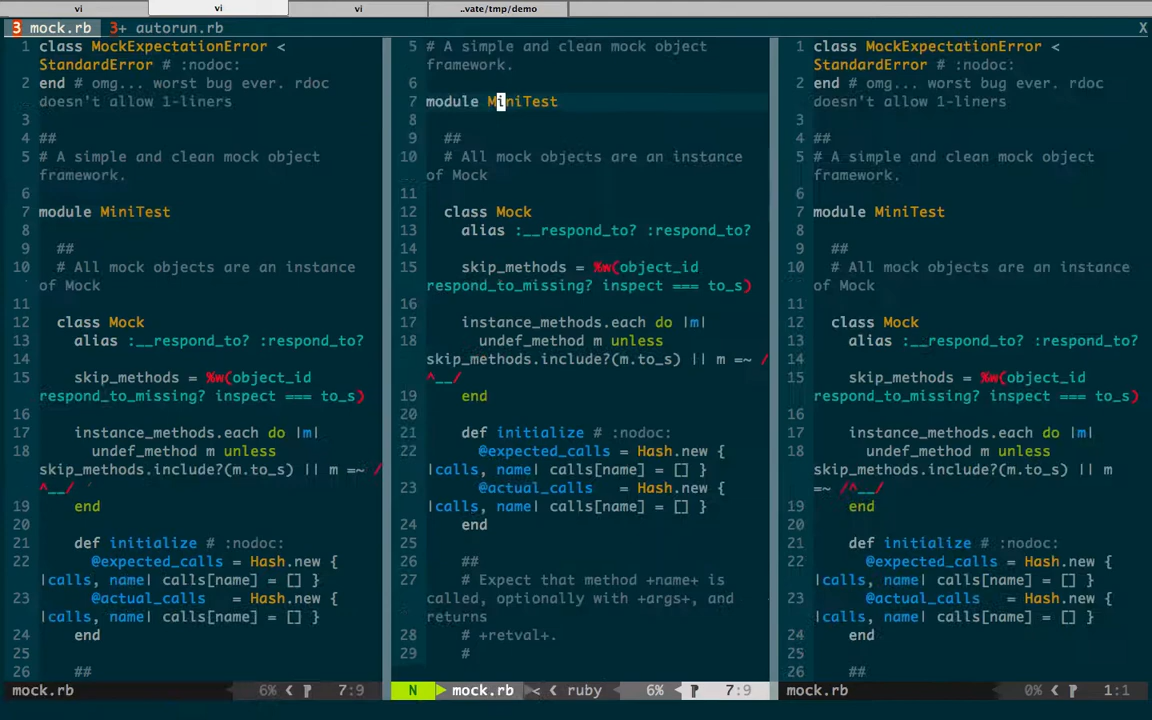 vi
vi
vi
..vate/tmp/demo
3 mock.rb 3+ autorun.rb X
1 class MockExpectationError <
StandardError # :nodoc:
2 end # omg... worst bug ever. rdoc
doesn't allow 1-liners
3
4 ##
5 # A simple and clean mock object
framework.
6
7 module MiniTest
8
9 ##
10 # All mock objects are an instance
of Mock
11
12 class Mock
13 alias :__respond_to? :respond_to?
14
15 skip_methods = %w(object_id
respond_to_missing? inspect === to_s)
16
17 instance_methods.each do |m|
18 undef_method m unless
skip_methods.include?(m.to_s) || m =~ /
^__/
19 end
20
21 def initialize # :nodoc:
22 @expected_calls = Hash.new {
|calls, name| calls[name] = [] }
23 @actual_calls = Hash.new {
|calls, name| calls[name] = [] }
24 end
25
26 ##
mock.rb 6% 7:9
5 # A simple and clean mock object
framework.
6
7 module MiniTest
8
9 ##
10 # All mock objects are an instance
of Mock
11
12 class Mock
13 alias :__respond_to? :respond_to?
14
15 skip_methods = %w(object_id
respond_to_missing? inspect === to_s)
16
17 instance_methods.each do |m|
18 undef_method m unless
skip_methods.include?(m.to_s) || m =~ /
^__/
19 end
20
21 def initialize # :nodoc:
22 @expected_calls = Hash.new {
|calls, name| calls[name] = [] }
23 @actual_calls = Hash.new {
|calls, name| calls[name] = [] }
24 end
25
26 ##
27 # Expect that method +name+ is
called, optionally with +args+, and
returns
28 # +retval+.
29 #
N mock.rb < ruby 6% 7:9
1 class MockExpectationError <
StandardError # :nodoc:
2 end # omg... worst bug ever. rdoc
doesn't allow 1-liners
3
4 ##
5 # A simple and clean mock object
framework.
6
7 module MiniTest
8
9 ##
10 # All mock objects are an instance
of Mock
11
12 class Mock
13 alias :__respond_to? :respond_to?
14
15 skip_methods = %w(object_id
respond_to_missing? inspect === to_s)
16
17 instance_methods.each do |m|
18 undef_method m unless
skip_methods.include?(m.to_s) || m
=~ /^__/
19 end
20
21 def initialize # :nodoc:
22 @expected_calls = Hash.new {
|calls, name| calls[name] = [] }
23 @actual_calls = Hash.new {
|calls, name| calls[name] = [] }
24 end
25
26 ##
mock.rb 0% 1:1